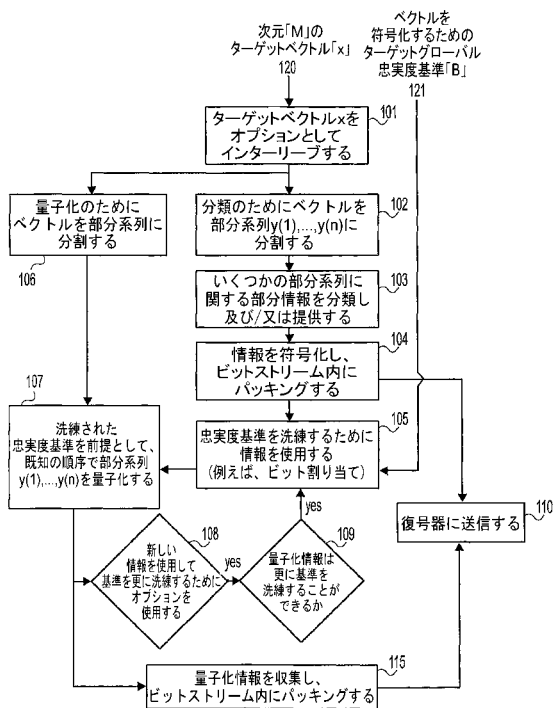 次元「M」の
ターゲットベクトル「x」
120
ベクトルを
符号化するための
ターゲットグローバル
忠実度基準「B」
121
ターゲットベクトルxを
オプションとして
インターリーブする
101
量子化のために
ベクトルを部分系列に
分割する
106
分類のためにベクトルを
部分系列y(1),...,y(n)に
分割する
102
いくつかの部分系列に
関する部分情報を分類し
及び/又は提供する
103
情報を符号化し、
ビットストリーム内に
パッキングする
104
107
洗練された
忠実度基準を前提として、
既知の順序で部分系列
y(1),...,y(n)を量子化する
忠実度基準を洗練するために
情報を使用する
(例えば、ビット割り当て)
105
yes
新しい
情報を使用して
基準を更に洗練するために
オプションを
使用する
108
yes
量子化情報は
更に基準を
洗練することが
できるか
109
復号器に送信する
110
量子化情報を収集し、
ビットストリーム内にパッキングする
115